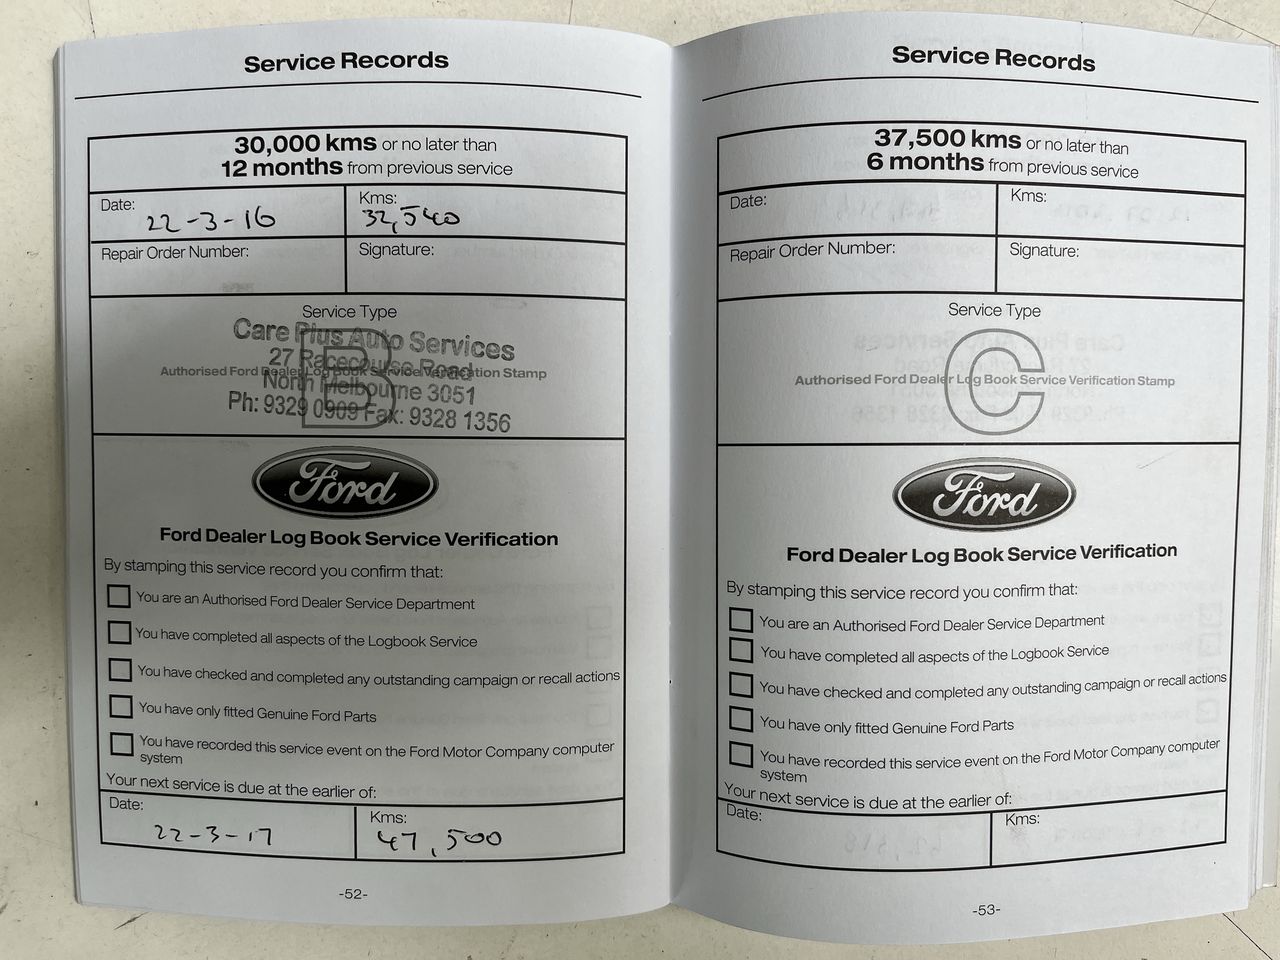 Service Records
30,000 kms or no later than
12 months from previous service
Date:
22-3-16
Kms:
32,540
Repair Order Number:
Signature:
Service Type
B
Authorised Ford Dealer Log Book Service Verification Stamp
Care Plus Auto Services
27 Racecourse Road
North Melbourne 3051
Ph: 9329 0909 Fax: 9328 1356
Ford
Ford Dealer Log Book Service Verification
By stamping this service record you confirm that:
You are an Authorised Ford Dealer Service Department
You have completed all aspects of the Logbook Service
You have checked and completed any outstanding campaign or recall actions
You have only fitted Genuine Ford Parts
You have recorded this service event on the Ford Motor Company computer
system
Your next service is due at the earlier of:
Date:
22-3-17
Kms:
47,500
-52-
Service Records
37,500 kms or no later than
6 months from previous service
Date:
Kms:
Repair Order Number:
Signature:
Service Type
C
Authorised Ford Dealer Log Book Service Verification Stamp
Ford
Ford Dealer Log Book Service Verification
By stamping this service record you confirm that:
You are an Authorised Ford Dealer Service Department
You have completed all aspects of the Logbook Service
You have checked and completed any outstanding campaign or recall actions
You have only fitted Genuine Ford Parts
You have recorded this service event on the Ford Motor Company computer
system
Your next service is due at the earlier of:
Date:
Kms:
-53-